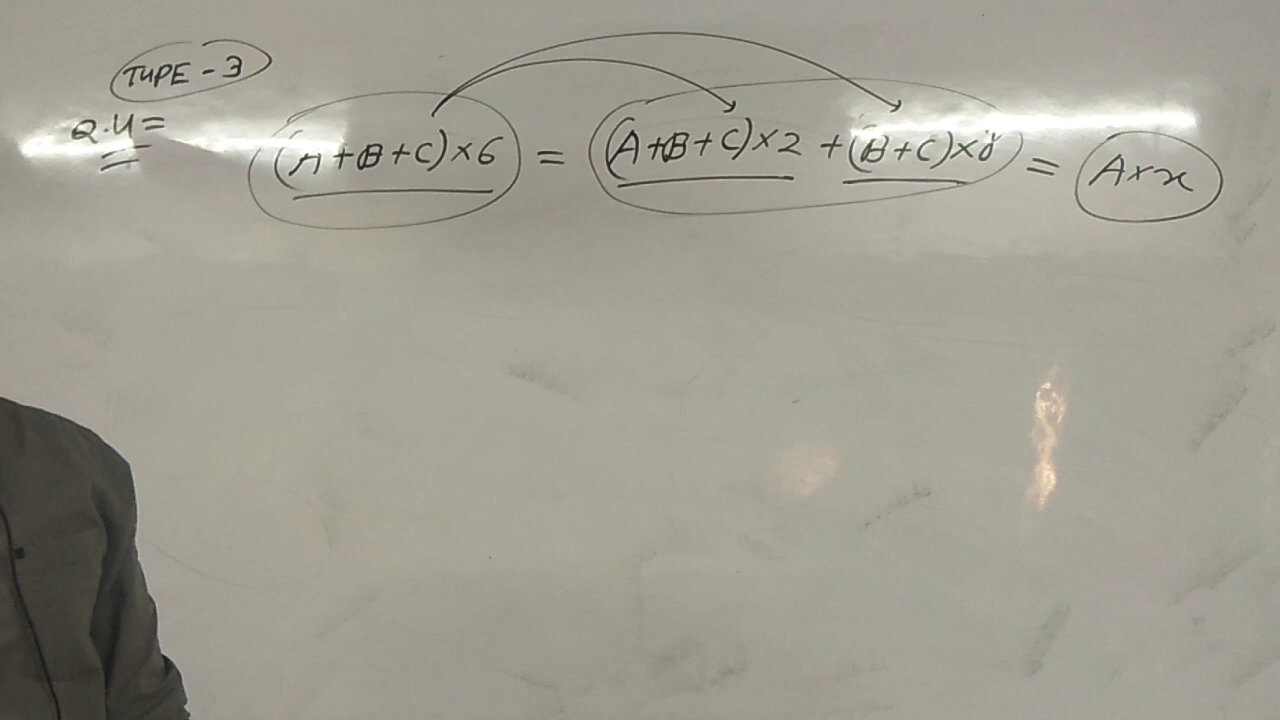 TYPE - 3
Q.4=
(A+B+C)×6 = (A+B+C)×2 + (B+C)×8 = A×x